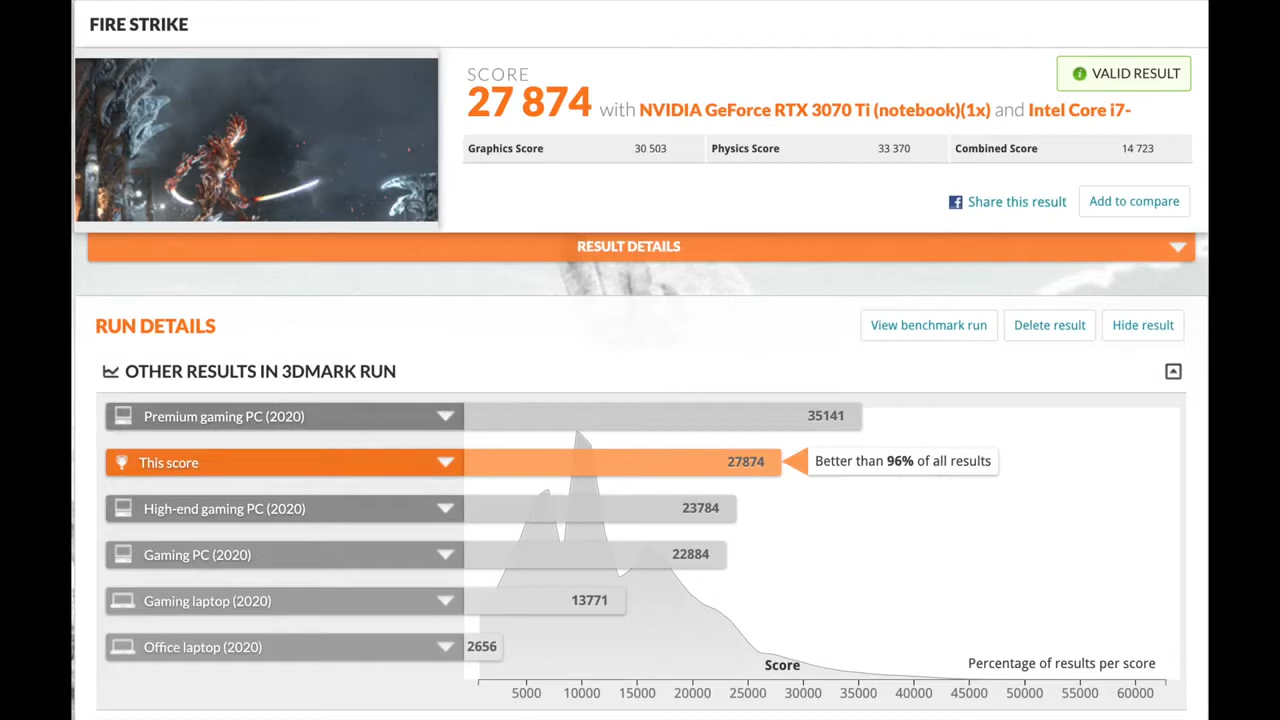 FIRE STRIKE
SCORE
27 874 with NVIDIA GeForce RTX 3070 Ti (notebook)(1x) and Intel Core i7-
VALID RESULT
Graphics Score 30 503 Physics Score 33 370 Combined Score 14 723
Share this result Add to compare
RESULT DETAILS
RUN DETAILS
View benchmark run Delete result Hide result
OTHER RESULTS IN 3DMARK RUN
Premium gaming PC (2020) 35141
This score 27874 Better than 96% of all results
High-end gaming PC (2020) 23784
Gaming PC (2020) 22884
Gaming laptop (2020) 13771
Office laptop (2020) 2656
Score Percentage of results per score
5000 10000 15000 20000 25000 30000 35000 40000 45000 50000 55000 60000